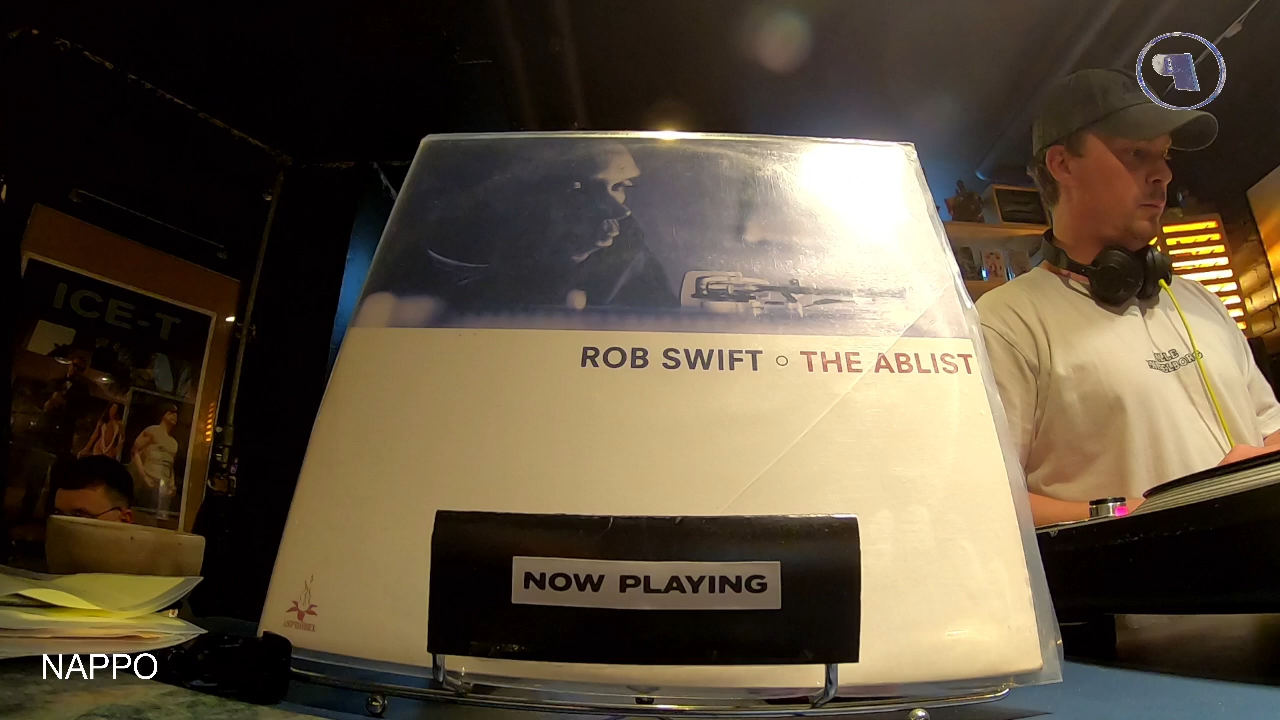 ICE-T
ROB SWIFT ○ THE ABLIST
NOW PLAYING
NAPPO